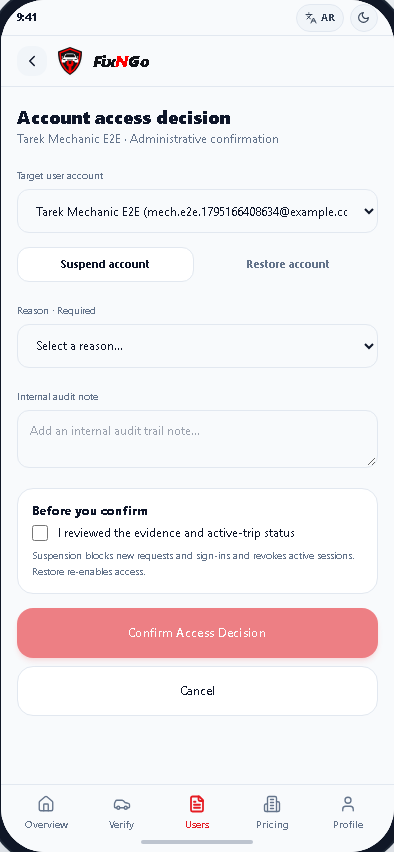 9:41
AR
FixNGo
Account access decision
Tarek Mechanic E2E · Administrative confirmation
Target user account
Tarek Mechanic E2E (mech.e2e.1795166408634@example.cc
Suspend account
Restore account
Reason · Required
Select a reason...
Internal audit note
Add an internal audit trail note...
Before you confirm
I reviewed the evidence and active-trip status
Suspension blocks new requests and sign-ins and revokes active sessions.
Restore re-enables access.
Confirm Access Decision
Cancel
Overview
Verify
Users
Pricing
Profile